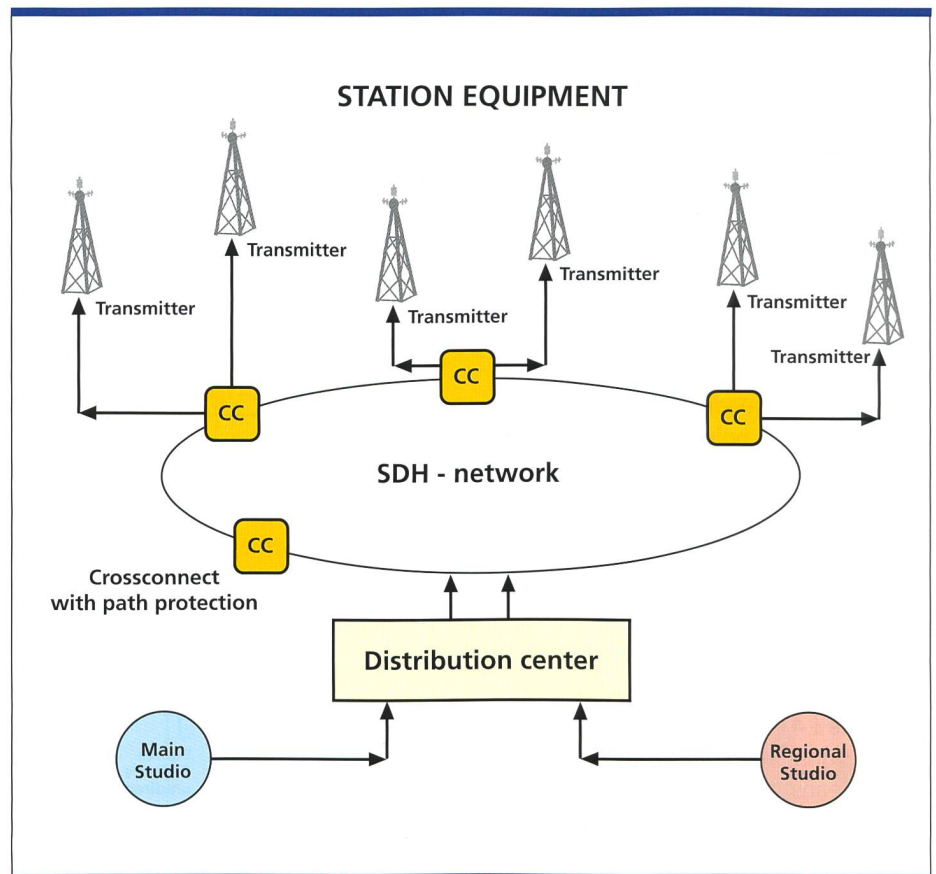 STATION EQUIPMENT
Transmitter
Transmitter
Transmitter
Transmitter
Transmitter
Transmitter
Transmitter
CC
CC
CC
SDH - network
CC
Crossconnect
with path protection
Distribution center
Main
Studio
Regional
Studio